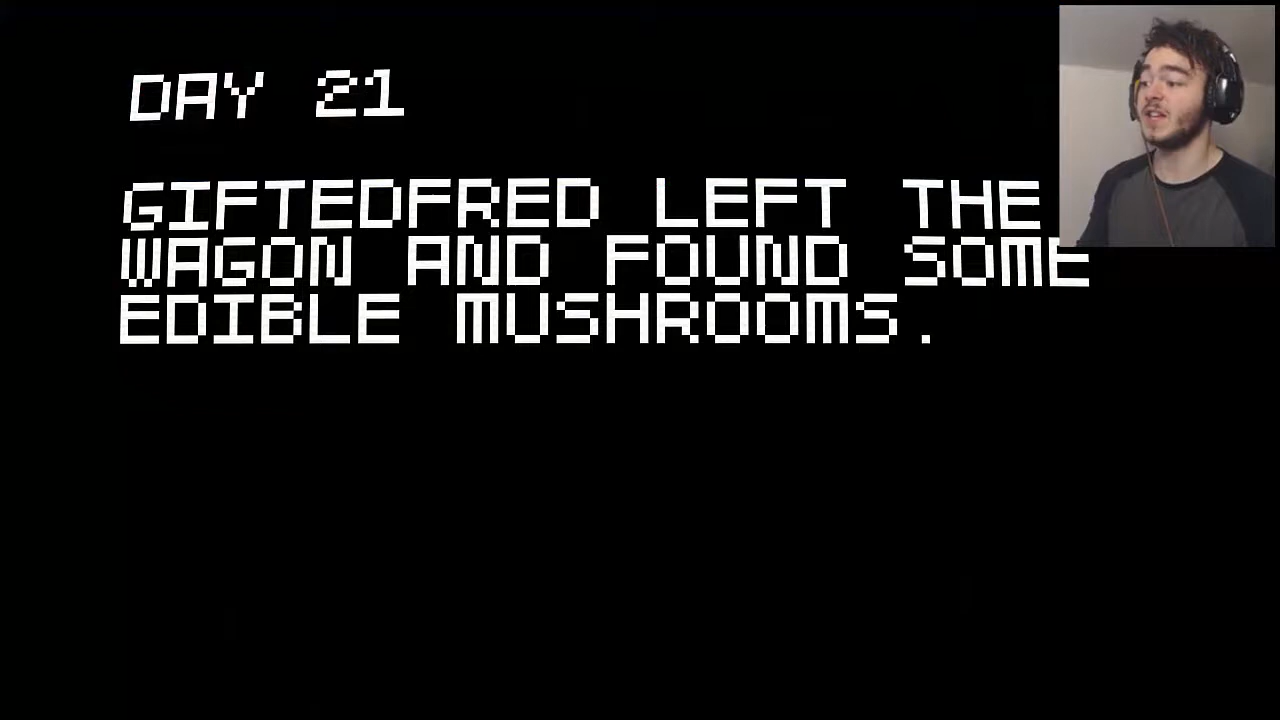 DAY 21
GIFTEDFRED LEFT THE
WAGON AND FOUND SOME
EDIBLE MUSHROOMS.